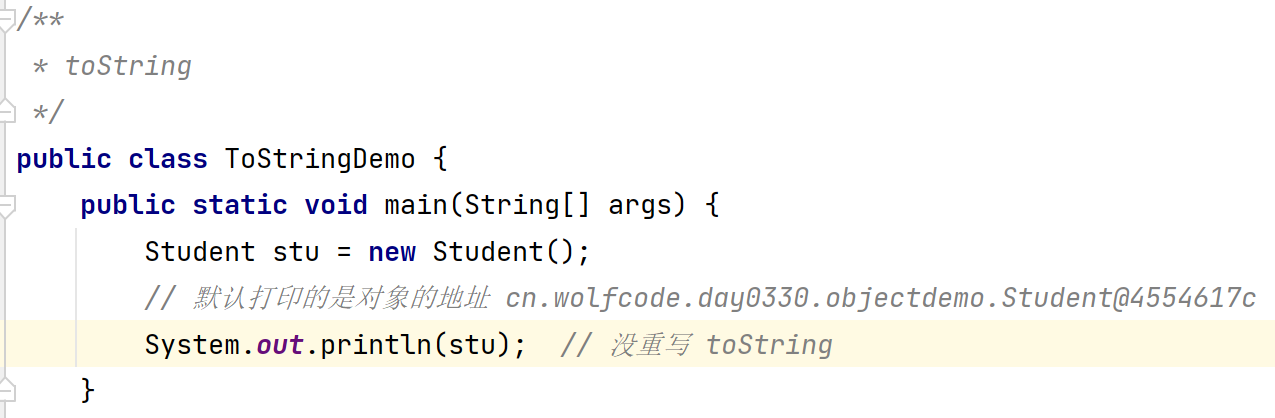 /**
 * toString
 */
public class ToStringDemo {
    public static void main(String[] args) {
        Student stu = new Student();
        // 默认打印的是对象的地址 cn.wolfcode.day0330.objectdemo.Student@4554617c
        System.out.println(stu);  // 没重写 toString
    }